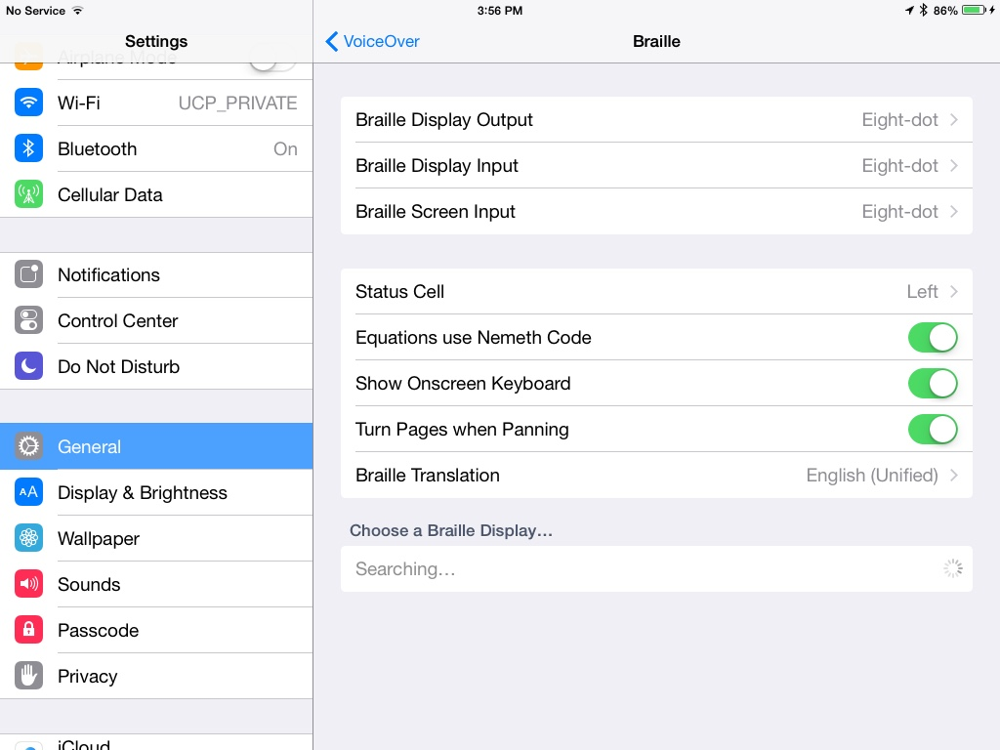 No Service 3:56 PM 86%
Settings
Airplane Mode
Wi-Fi UCP_PRIVATE
Bluetooth On
Cellular Data
Notifications
Control Center
Do Not Disturb
General
AA Display & Brightness
Wallpaper
Sounds
Passcode
Privacy
iCloud
VoiceOver Braille
Braille Display Output Eight-dot
Braille Display Input Eight-dot
Braille Screen Input Eight-dot
Status Cell Left
Equations use Nemeth Code
Show Onscreen Keyboard
Turn Pages when Panning
Braille Translation English (Unified)
Choose a Braille Display…
Searching…